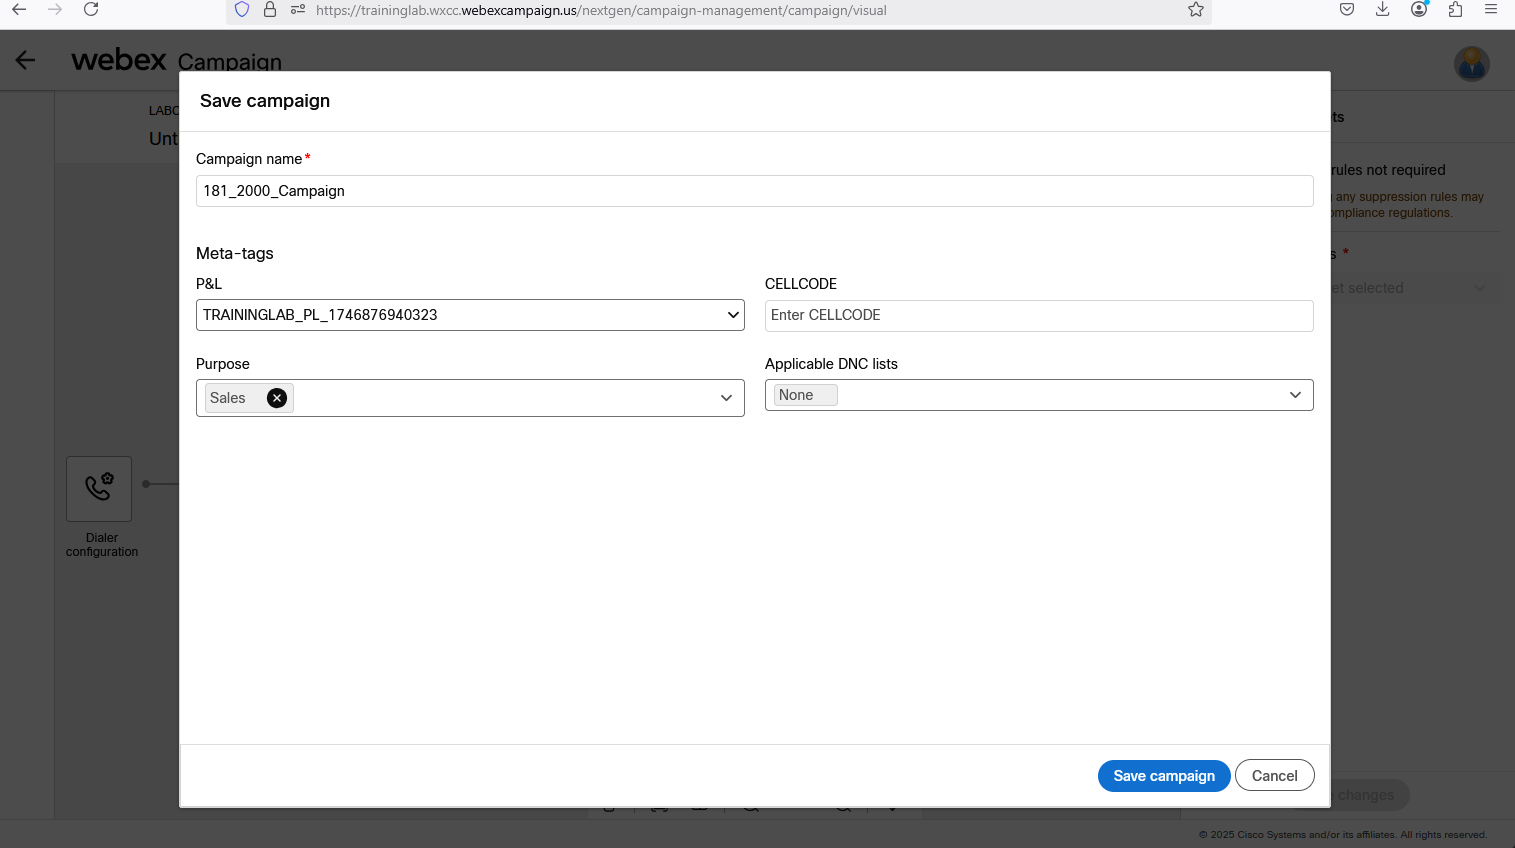 https://traininglab.wxcc.webexcampaign.us/nextgen/campaign-management/campaign/visual
webex Campaign
Save campaign
LABO
Unt
ts
Campaign name*
181_2000_Campaign
rules not required
any suppression rules may
ompliance regulations.
Meta-tags
s *
P&L
CELLCODE
et selected
TRAININGLAB_PL_1746876940323
Enter CELLCODE
Purpose
Applicable DNC lists
Sales
None
Dialer
configuration
Save campaign
Cancel
changes
© 2025 Cisco Systems and/or its affiliates. All rights reserved.